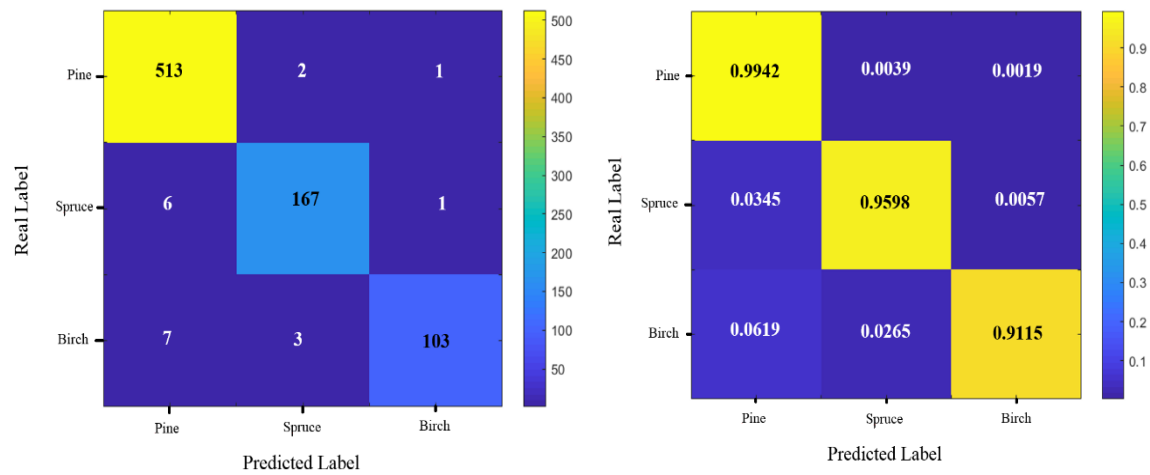 500
450
400
350
300
250
200
150
100
50
Pine 513 2 1
Spruce 6 167 1
Birch 7 3 103
Pine Spruce Birch
Real Label
Predicted Label
0.9
0.8
0.7
0.6
0.5
0.4
0.3
0.2
0.1
Pine 0.9942 0.0039 0.0019
Spruce 0.0345 0.9598 0.0057
Birch 0.0619 0.0265 0.9115
Pine Spruce Birch
Real Label
Predicted Label